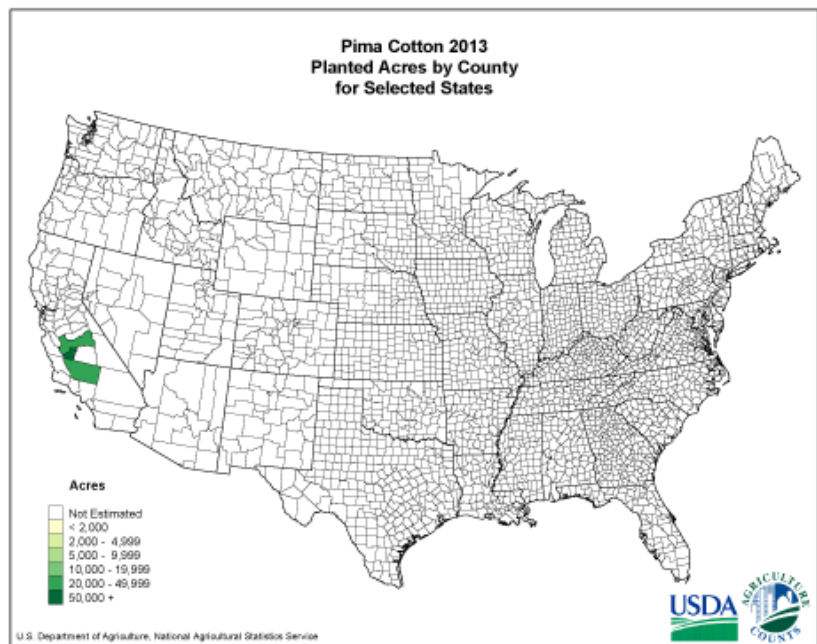 Pima Cotton 2013
Planted Acres by County
for Selected States
Acres
Not Estimated
< 2,000
2,000 - 4,999
5,000 - 9,999
10,000 - 19,999
20,000 - 49,999
50,000 +
USDA
AGRICULTURE
COUNTS
U.S. Department of Agriculture, National Agricultural Statistics Service